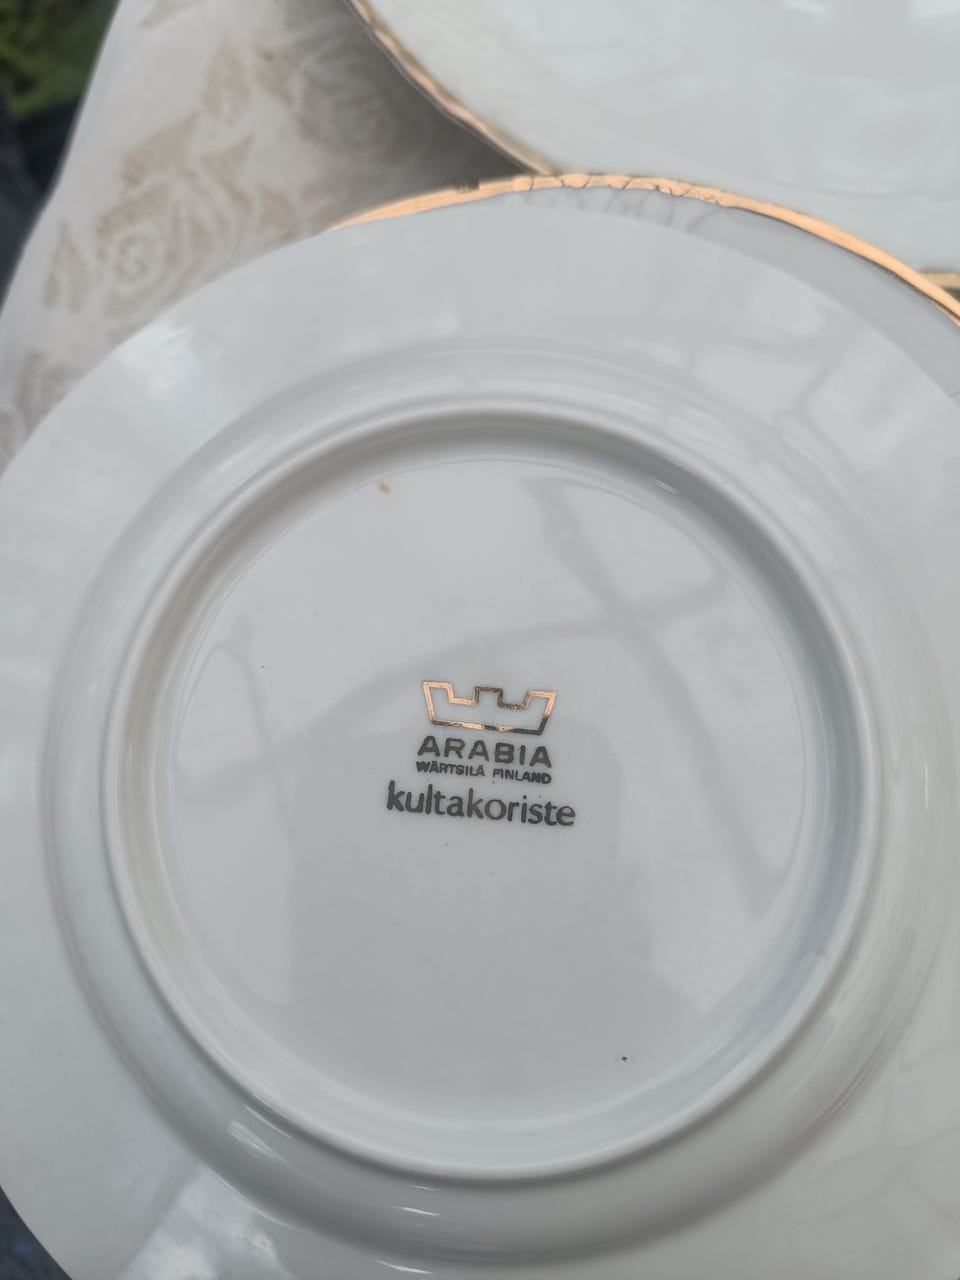 ARABIA
WÄRTSILÄ FINLAND
kultakoriste